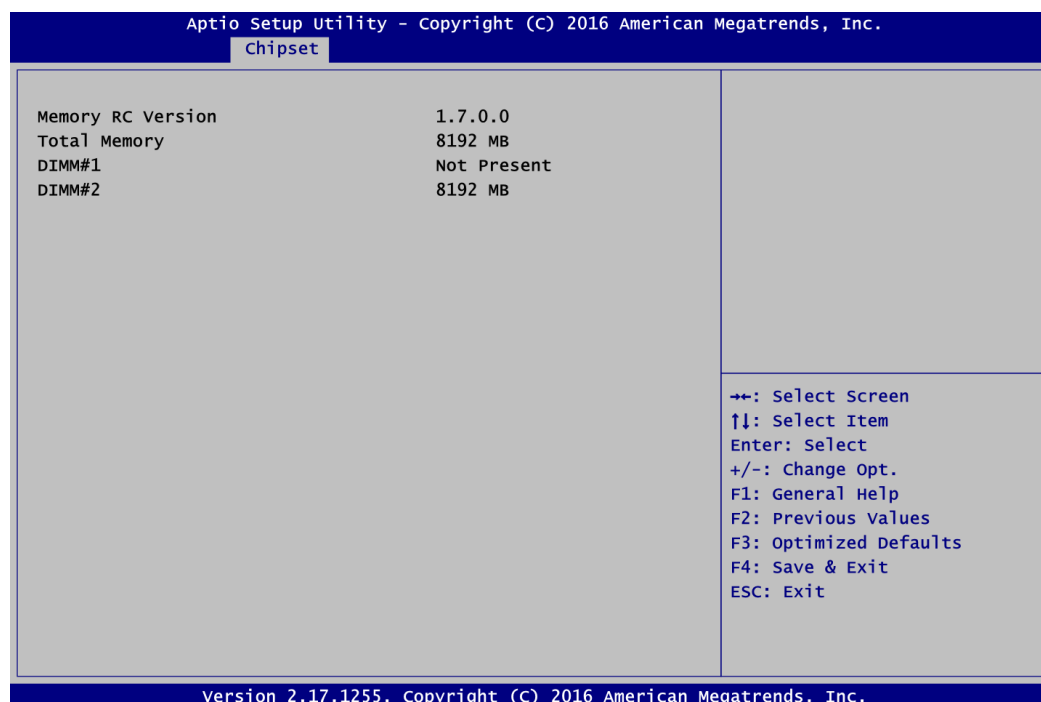 Aptio Setup Utility – Copyright (C) 2016 American Megatrends, Inc.
Chipset
Memory RC Version 1.7.0.0
Total Memory 8192 MB
DIMM#1 Not Present
DIMM#2 8192 MB
→←: Select Screen
↑↓: Select Item
Enter: Select
+/-: Change Opt.
F1: General Help
F2: Previous Values
F3: Optimized Defaults
F4: Save & Exit
ESC: Exit
Version 2.17.1255. Copyright (C) 2016 American Megatrends, Inc.